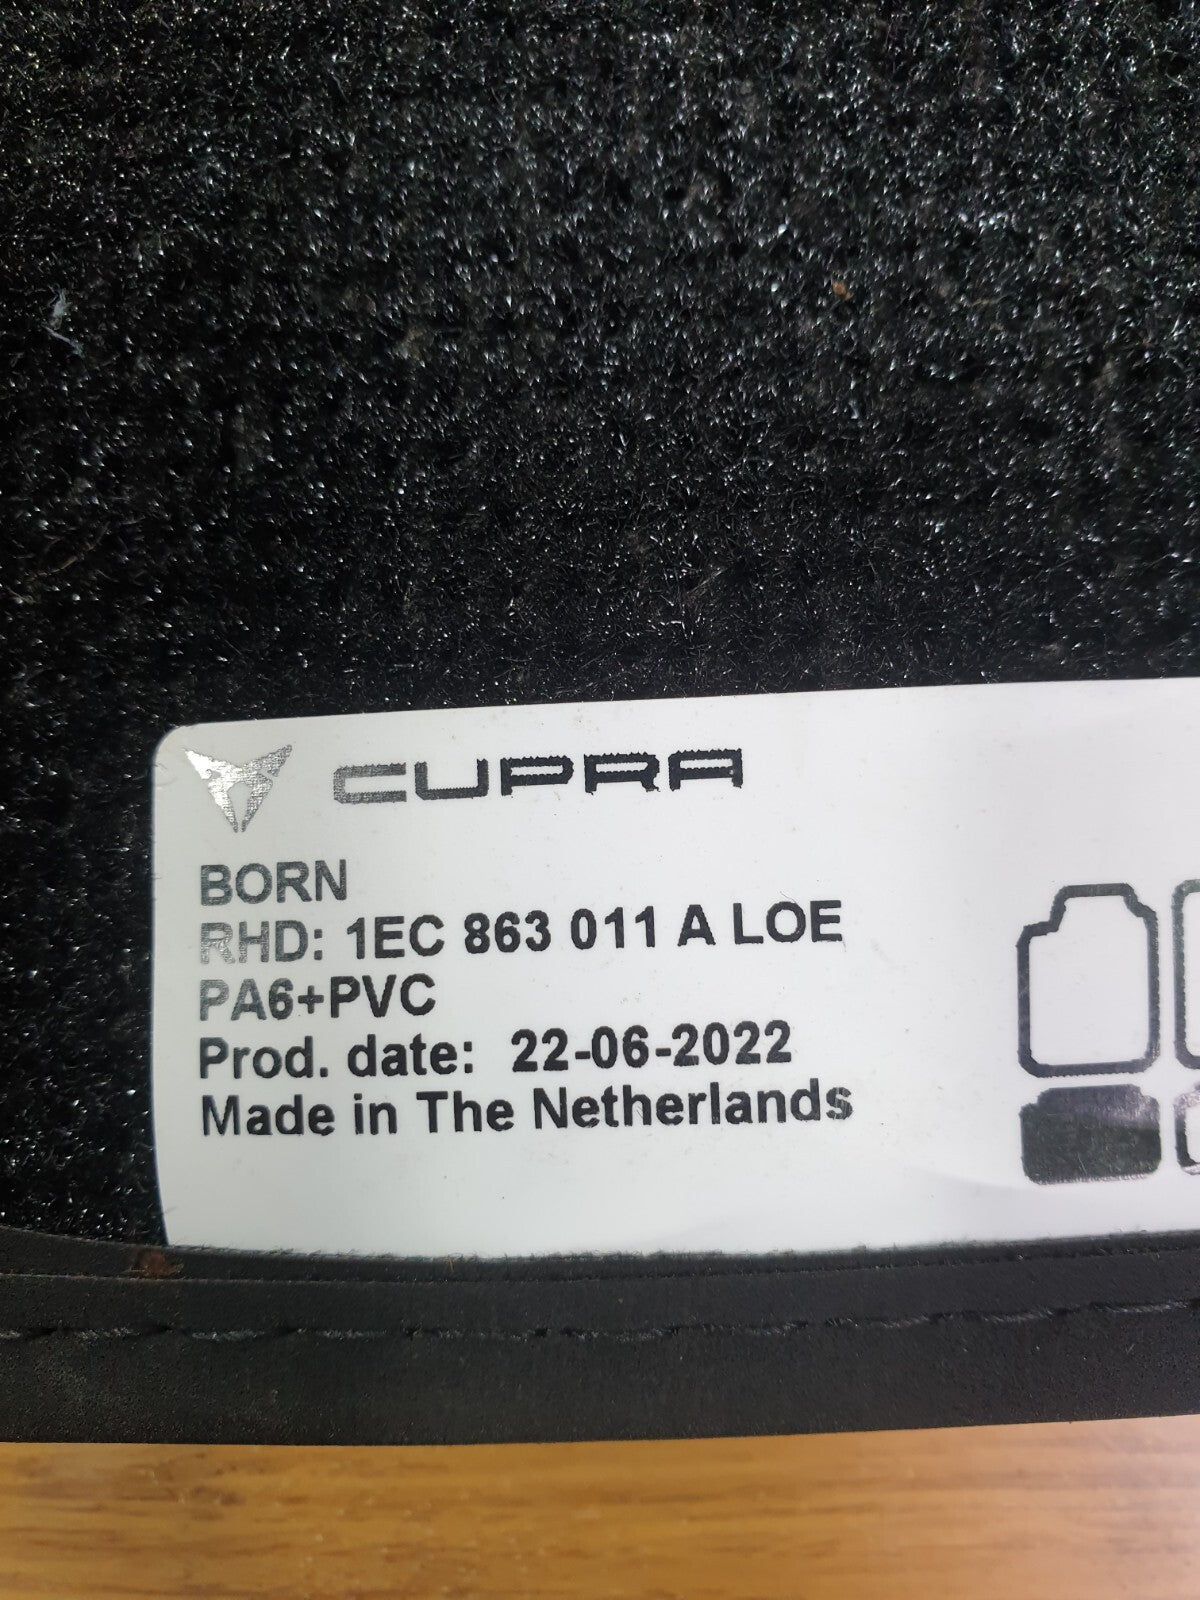 CUPRA
BORN
RHD: 1EC 863 011 A LOE
PA6+PVC
Prod. date: 22-06-2022
Made in The Netherlands